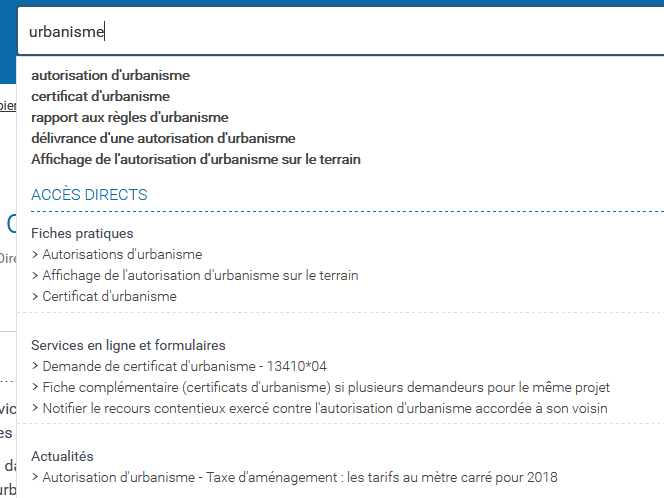 urbanisme
autorisation d'urbanisme
certificat d'urbanisme
rapport aux règles d'urbanisme
délivrance d'une autorisation d'urbanisme
Affichage de l'autorisation d'urbanisme sur le terrain
ACCÈS DIRECTS
Fiches pratiques
> Autorisations d'urbanisme
> Affichage de l'autorisation d'urbanisme sur le terrain
> Certificat d'urbanisme
Services en ligne et formulaires
> Demande de certificat d'urbanisme - 13410*04
> Fiche complémentaire (certificats d'urbanisme) si plusieurs demandeurs pour le même projet
> Notifier le recours contentieux exercé contre l'autorisation d'urbanisme accordée à son voisin
Actualités
> Autorisation d'urbanisme - Taxe d'aménagement : les tarifs au mètre carré pour 2018